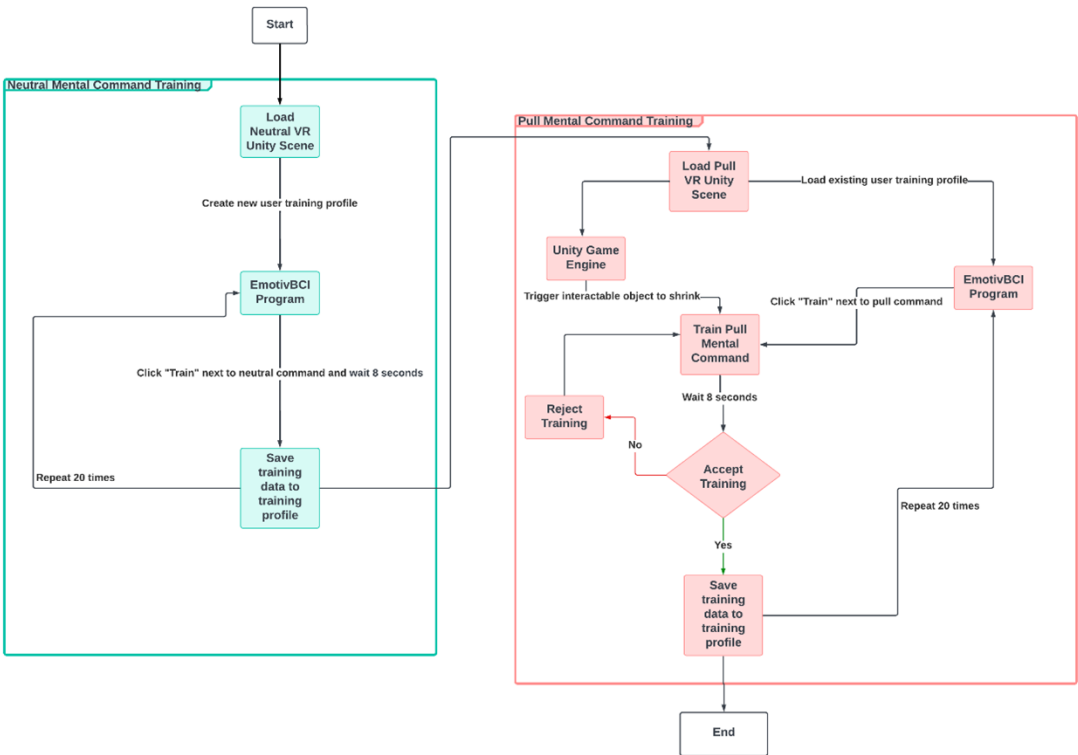 Start
Neutral Mental Command Training
Load
Neutral VR
Unity Scene
Create new user training profile
EmotivBCI
Program
Click "Train" next to neutral command and wait 8 seconds
Save
training
data to
training
profile
Repeat 20 times
Pull Mental Command Training
Load Pull
VR Unity
Scene
Load existing user training profile
Unity Game
Engine
Trigger interactable object to shrink
EmotivBCI
Program
Click "Train" next to pull command
Train Pull
Mental
Command
Wait 8 seconds
Reject
Training
No
Accept
Training
Yes
Repeat 20 times
Save
training
data to
training
profile
End